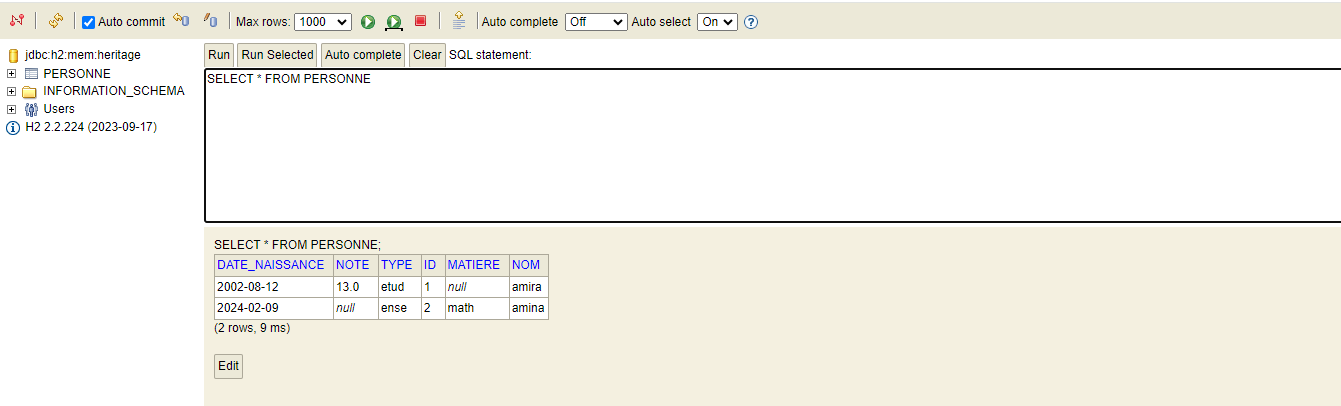 Auto commit Max rows: 1000 Auto complete Off Auto select On
jdbc:h2:mem:heritage
PERSONNE
INFORMATION_SCHEMA
Users
H2 2.2.224 (2023-09-17)
Run Run Selected Auto complete Clear SQL statement:
SELECT * FROM PERSONNE
SELECT * FROM PERSONNE;
DATE_NAISSANCE NOTE TYPE ID MATIERE NOM
2002-08-12 13.0 etud 1 null amira
2024-02-09 null ense 2 math amina
(2 rows, 9 ms)
Edit